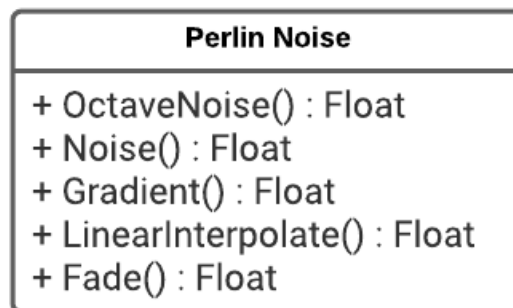 Perlin Noise
+ OctaveNoise() : Float
+ Noise() : Float
+ Gradient() : Float
+ LinearInterpolate() : Float
+ Fade() : Float